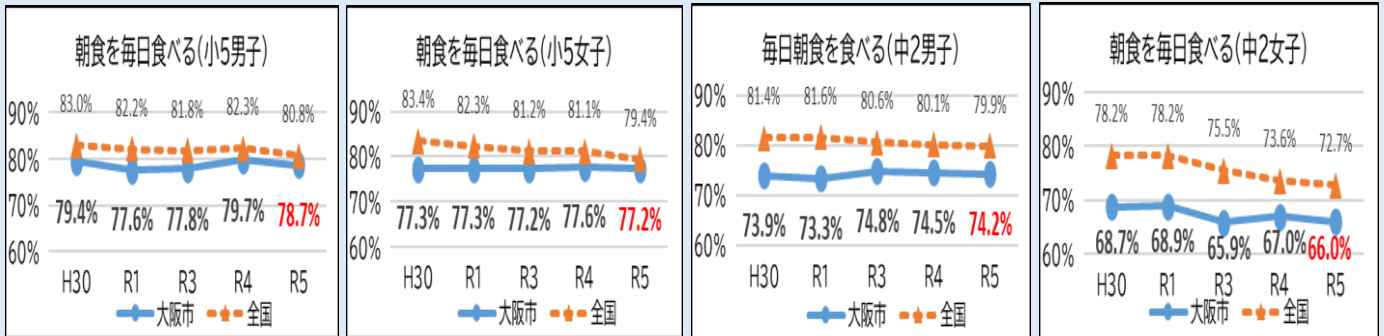 朝食を毎日食べる(小5男子)
83.0% 82.2% 81.8% 82.3% 80.8%
90%
80%
70%
60%
79.4% 77.6% 77.8% 79.7% 78.7%
H30 R1 R3 R4 R5
大阪市 全国
朝食を毎日食べる(小5女子)
83.4% 82.3% 81.2% 81.1% 79.4%
90%
80%
70%
60%
77.3% 77.3% 77.2% 77.6% 77.2%
H30 R1 R3 R4 R5
大阪市 全国
毎日朝食を食べる(中2男子)
81.4% 81.6% 80.6% 80.1% 79.9%
90%
80%
70%
60%
73.9% 73.3% 74.8% 74.5% 74.2%
H30 R1 R3 R4 R5
大阪市 全国
朝食を毎日食べる(中2女子)
90%
78.2% 78.2% 75.5% 73.6% 72.7%
80%
70%
60%
68.7% 68.9% 65.9% 67.0% 66.0%
H30 R1 R3 R4 R5
大阪市 全国